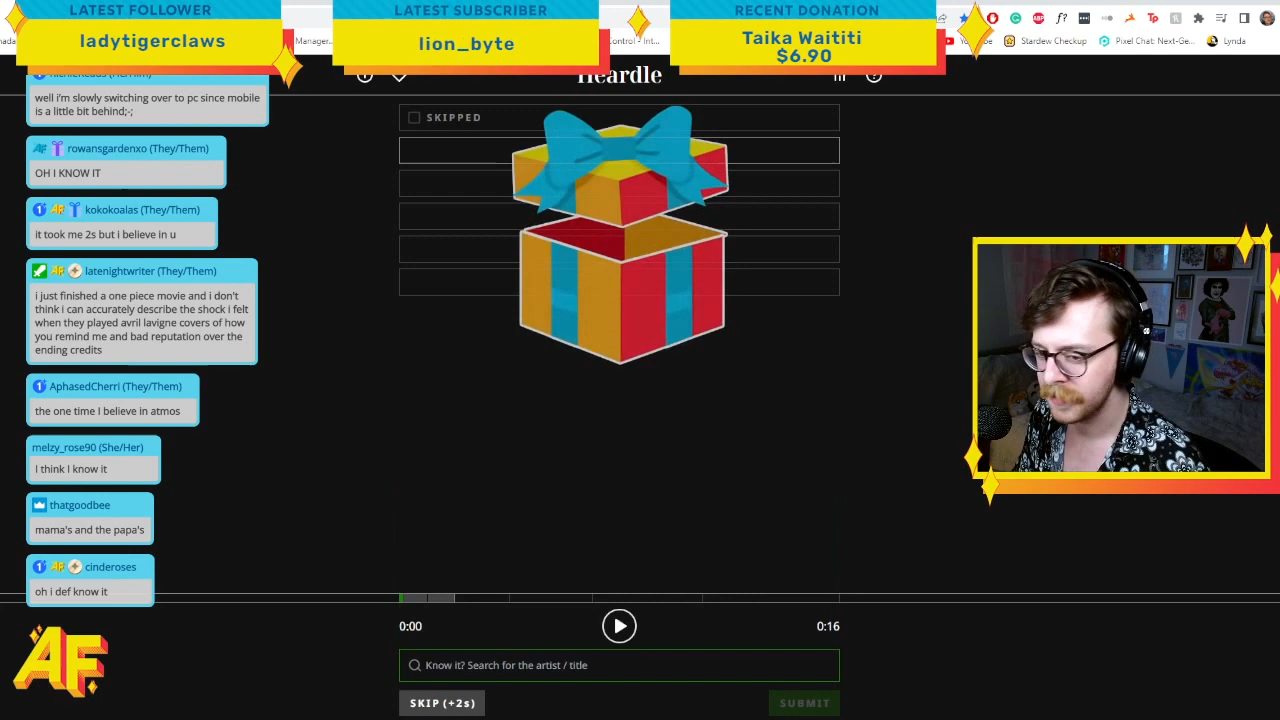 LATEST FOLLOWER
ladytigerclaws
LATEST SUBSCRIBER
lion_byte
RECENT DONATION
Taika Waititi
$6.90
Manager...
ontrol - Int...
Stardew Checkup
Pixel Chat: Next-Ge...
Lynda
Heardle
well i'm slowly switching over to pc since mobile
is a little bit behind;-;
rowansgardenxo (They/Them)
OH I KNOW IT
kokokoalas (They/Them)
it took me 2s but i believe in u
latenightwriter (They/Them)
i just finished a one piece movie and i don't
think i can accurately describe the shock i felt
when they played avril lavigne covers of how
you remind me and bad reputation over the
ending credits
AphasedCherri (They/Them)
the one time I believe in atmos
melzy_rose90 (She/Her)
I think I know it
thatgoodbee
mama's and the papa's
cinderoses
oh i def know it
AF
SKIPPED
0:00
0:16
Know it? Search for the artist / title
SKIP (+2s)
SUBMIT